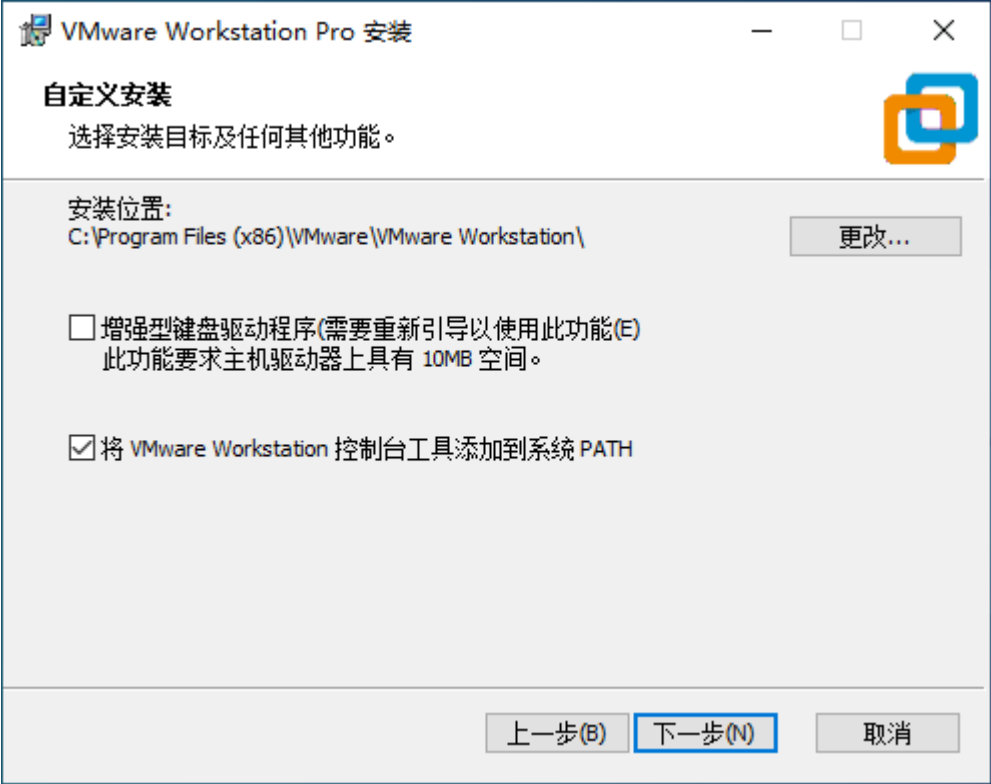 VMware Workstation Pro 安装
自定义安装
选择安装目标及任何其他功能。
安装位置:
C:\Program Files (x86)\VMware\VMware Workstation\
更改...
增强型键盘驱动程序(需要重新引导以使用此功能(E)
此功能要求主机驱动器上具有 10MB 空间。
将 VMware Workstation 控制台工具添加到系统 PATH
上一步(B)
下一步(N)
取消